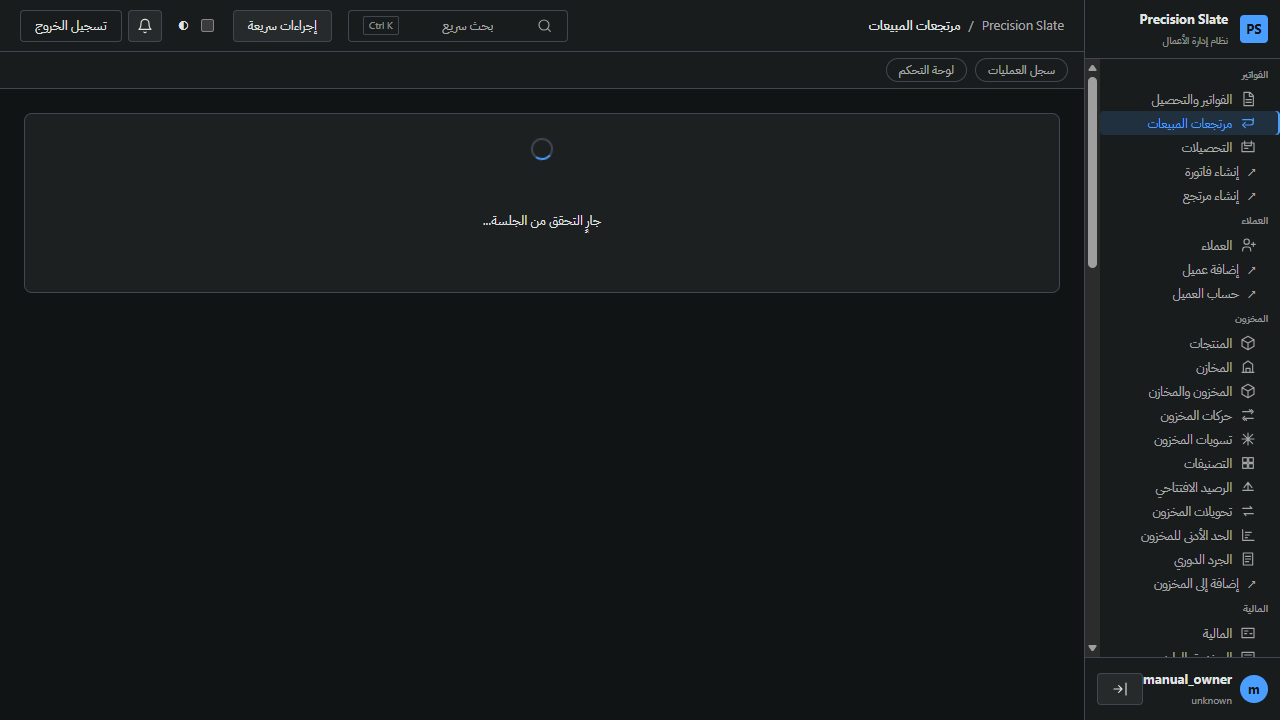 Precision Slate
نظام إدارة الأعمال
PS
Precision Slate / مرتجعات المبيعات
بحث سريع
Ctrl K
إجراءات سريعة
تسجيل الخروج
سجل العمليات
لوحة التحكم
جارٍ التحقق من الجلسة...
الفواتير
الفواتير والتحصيل
مرتجعات المبيعات
التحصيلات
إنشاء فاتورة
إنشاء مرتجع
العملاء
العملاء
إضافة عميل
حساب العميل
المخزون
المنتجات
المخازن
المخزون والمخازن
حركات المخزون
تسويات المخزون
التصنيفات
الرصيد الافتتاحي
تحويلات المخزون
الحد الأدنى للمخزون
الجرد الدوري
إضافة إلى المخزون
المالية
المالية
manual_owner
unknown
m